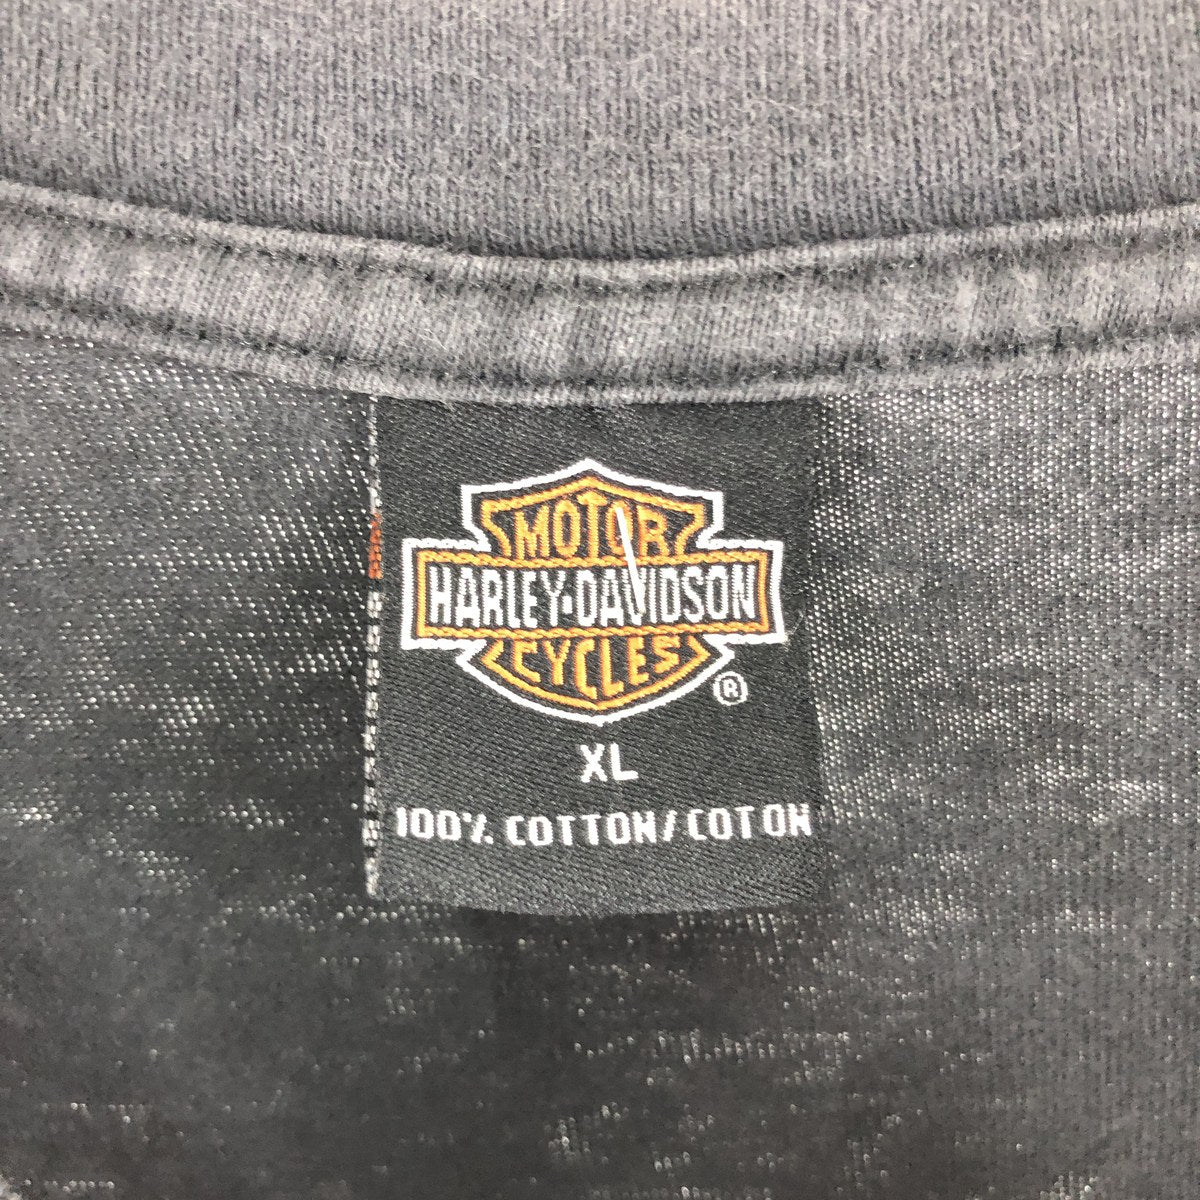 MOTOR
HARLEY-DAVIDSON
CYCLES
®
XL
100% COTTON/COTON